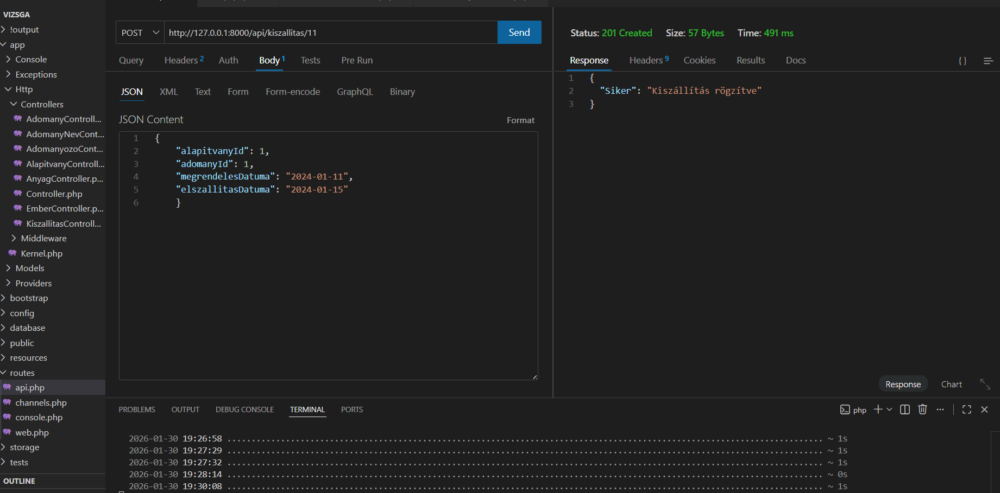 VIZSGA
!output
app
Console
Exceptions
Http
Controllers
AdomanyControll...
AdomanyNevCont...
AdomanyozoCont...
AlapitvanyControll...
AnyagController.p...
Controller.php
EmberController.p...
KiszallitasControll...
Middleware
Kernel.php
Models
Providers
bootstrap
config
database
public
resources
routes
api.php
channels.php
console.php
web.php
storage
tests
OUTLINE
POST http://127.0.0.1:8000/api/kiszallitas/11 Send
Query Headers 2 Auth Body 1 Tests Pre Run
JSON XML Text Form Form-encode GraphQL Binary
JSON Content Format
1 {
2 "alapitvanyId": 1,
3 "adomanyId": 1,
4 "megrendelesDatuma": "2024-01-11",
5 "elszallitasDatuma": "2024-01-15"
6 }
Status: 201 Created Size: 57 Bytes Time: 491 ms
Response Headers 9 Cookies Results Docs { }
1 {
2 "Siker": "Kiszállítás rögzítve"
3 }
Response Chart
PROBLEMS OUTPUT DEBUG CONSOLE TERMINAL PORTS php
2026-01-30 19:26:58 ........................................ ~ 1s
2026-01-30 19:27:29 ........................................ ~ 1s
2026-01-30 19:27:32 ........................................ ~ 1s
2026-01-30 19:28:14 ........................................ ~ 0s
2026-01-30 19:30:08 ........................................ ~ 1s